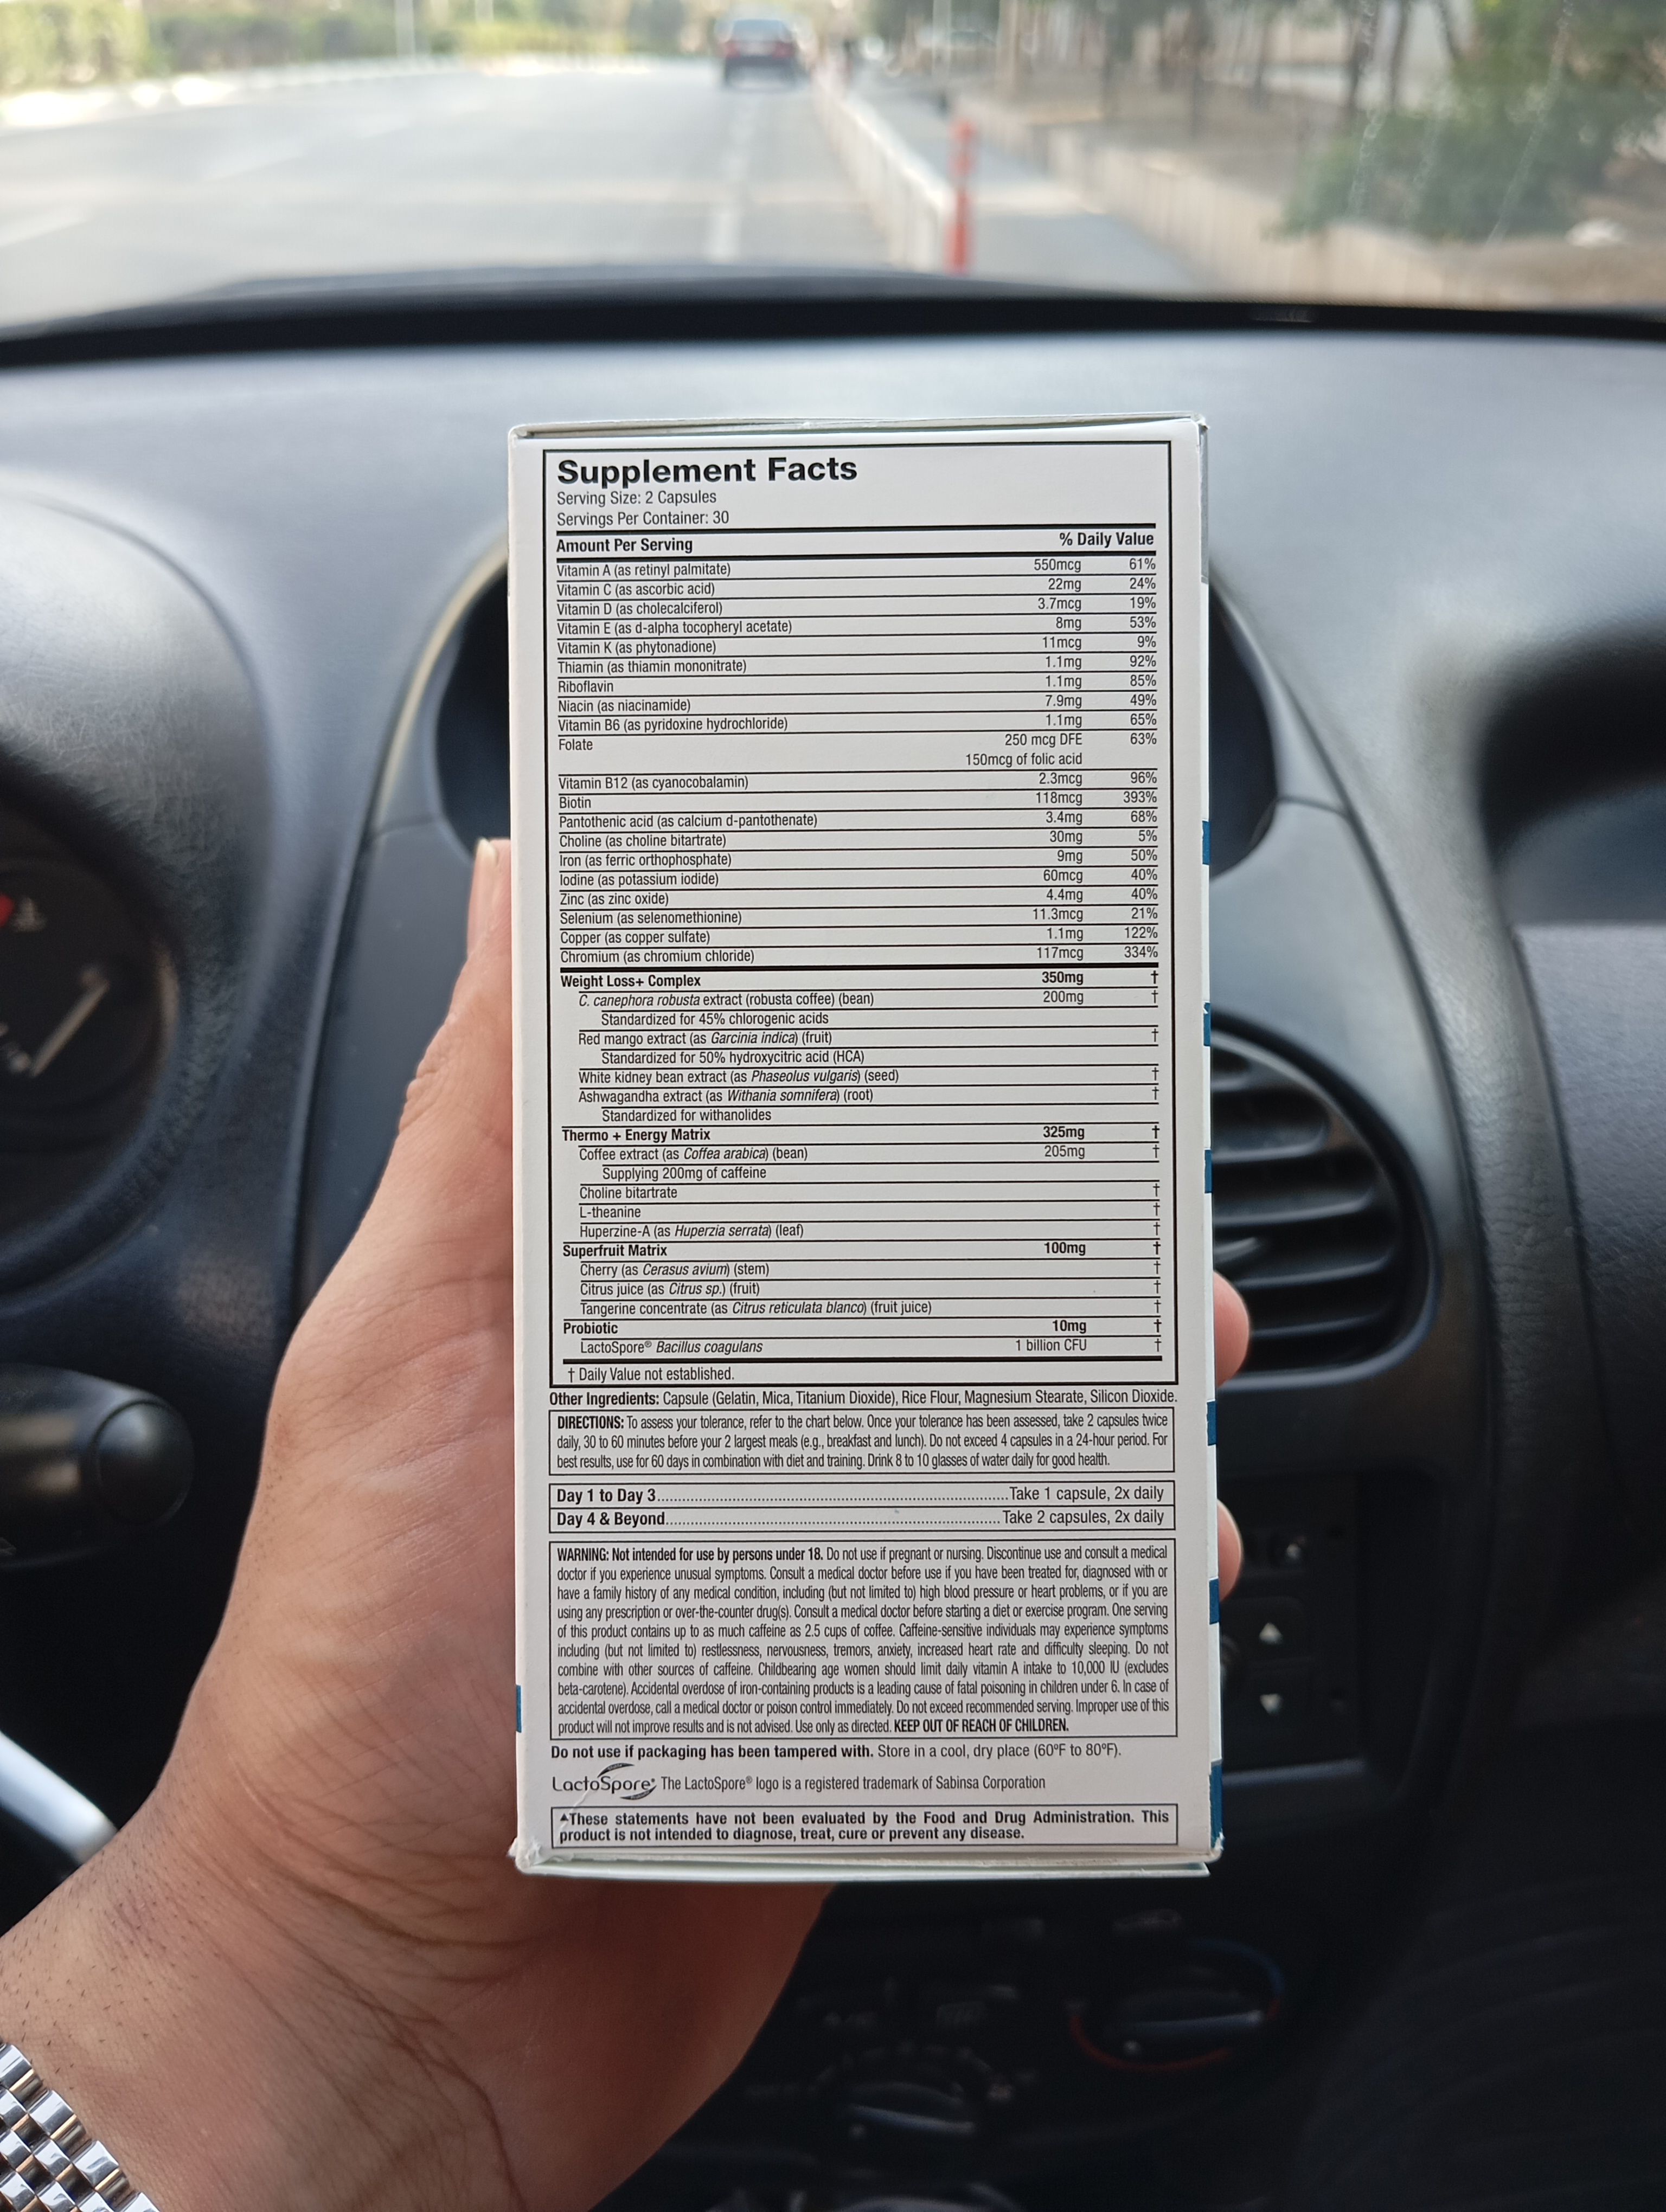 Supplement Facts
Serving Size: 2 Capsules
Servings Per Container: 30
Amount Per Serving % Daily Value
Vitamin A (as retinyl palmitate) 550mcg 61%
Vitamin C (as ascorbic acid) 22mg 24%
Vitamin D (as cholecalciferol) 3.7mcg 19%
Vitamin E (as d-alpha tocopheryl acetate) 8mg 53%
Vitamin K (as phytonadione) 11mcg 9%
Thiamin (as thiamin mononitrate) 1.1mg 92%
Riboflavin 1.1mg 85%
Niacin (as niacinamide) 7.9mg 49%
Vitamin B6 (as pyridoxine hydrochloride) 1.1mg 65%
Folate 250 mcg DFE 63%
150mcg of folic acid
Vitamin B12 (as cyanocobalamin) 2.3mcg 96%
Biotin 118mcg 393%
Pantothenic acid (as calcium d-pantothenate) 3.4mg 68%
Choline (as choline bitartrate) 30mg 5%
Iron (as ferric orthophosphate) 9mg 50%
Iodine (as potassium iodide) 60mcg 40%
Zinc (as zinc oxide) 4.4mg 40%
Selenium (as selenomethionine) 11.3mcg 21%
Copper (as copper sulfate) 1.1mg 122%
Chromium (as chromium chloride) 117mcg 334%
Weight Loss+ Complex 350mg †
C. canephora robusta extract (robusta coffee) (bean) 200mg †
Standardized for 45% chlorogenic acids
Red mango extract (as Garcinia indica) (fruit) †
Standardized for 50% hydroxycitric acid (HCA)
White kidney bean extract (as Phaseolus vulgaris) (seed) †
Ashwagandha extract (as Withania somnifera) (root) †
Standardized for withanolides
Thermo + Energy Matrix 325mg †
Coffee extract (as Coffea arabica) (bean) 205mg †
Supplying 200mg of caffeine
Choline bitartrate †
L-theanine †
Huperzine-A (as Huperzia serrata) (leaf) †
Superfruit Matrix 100mg †
Cherry (as Cerasus avium) (stem) †
Citrus juice (as Citrus sp.) (fruit) †
Tangerine concentrate (as Citrus reticulata blanco) (fruit juice) †
Probiotic 10mg †
LactoSpore® Bacillus coagulans 1 billion CFU †
† Daily Value not established.
Other Ingredients: Capsule (Gelatin, Mica, Titanium Dioxide), Rice Flour, Magnesium Stearate, Silicon Dioxide.
DIRECTIONS: To assess your tolerance, refer to the chart below. Once your tolerance has been assessed, take 2 capsules twice
daily, 30 to 60 minutes before your 2 largest meals (e.g., breakfast and lunch). Do not exceed 4 capsules in a 24-hour period. For
best results, use for 60 days in combination with diet and training. Drink 8 to 10 glasses of water daily for good health.
Day 1 to Day 3..........Take 1 capsule, 2x daily
Day 4 & Beyond..........Take 2 capsules, 2x daily
WARNING: Not intended for use by persons under 18. Do not use if pregnant or nursing. Discontinue use and consult a medical
doctor if you experience unusual symptoms. Consult a medical doctor before use if you have been treated for, diagnosed with or
have a family history of any medical condition, including (but not limited to) high blood pressure or heart problems, or if you are
using any prescription or over-the-counter drug(s). Consult a medical doctor before starting a diet or exercise program. One serving
of this product contains up to as much caffeine as 2.5 cups of coffee. Caffeine-sensitive individuals may experience symptoms
including (but not limited to) restlessness, nervousness, tremors, anxiety, increased heart rate and difficulty sleeping. Do not
combine with other sources of caffeine. Childbearing age women should limit daily vitamin A intake to 10,000 IU (excludes
beta-carotene). Accidental overdose of iron-containing products is a leading cause of fatal poisoning in children under 6. In case of
accidental overdose, call a medical doctor or poison control immediately. Do not exceed recommended serving. Improper use of this
product will not improve results and is not advised. Use only as directed. KEEP OUT OF REACH OF CHILDREN.
Do not use if packaging has been tampered with. Store in a cool, dry place (60°F to 80°F).
LactoSpore® The LactoSpore® logo is a registered trademark of Sabinsa Corporation
▲These statements have not been evaluated by the Food and Drug Administration. This
product is not intended to diagnose, treat, cure or prevent any disease.